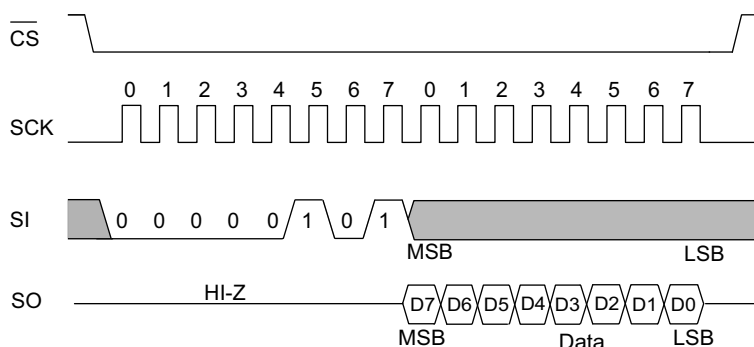 CS
0 1 2 3 4 5 6 7 0 1 2 3 4 5 6 7
SCK
SI 0 0 0 0 0 1 0 1
MSB LSB
SO HI-Z D7 D6 D5 D4 D3 D2 D1 D0
MSB Data LSB